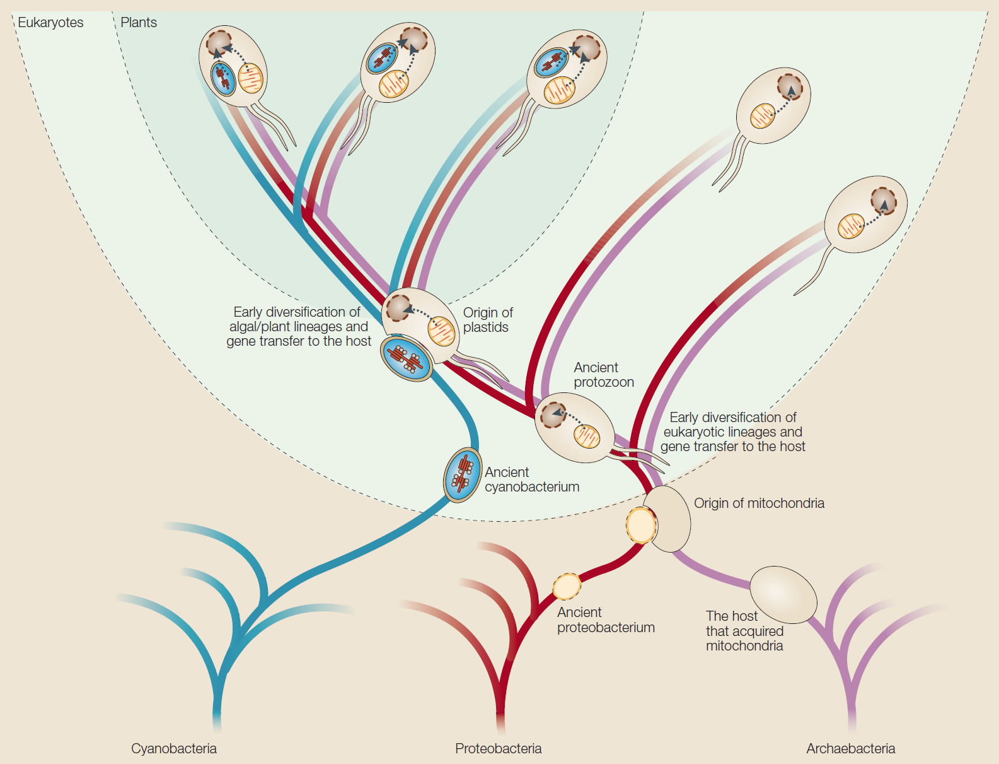 Eukaryotes
Plants
Early diversification of
algal/plant lineages and
gene transfer to the host
Origin of
plastids
Ancient
protozoon
Early diversification of
eukaryotic lineages and
gene transfer to the host
Ancient
cyanobacterium
Origin of mitochondria
Ancient
proteobacterium
The host
that acquired
mitochondria
Cyanobacteria
Proteobacteria
Archaebacteria